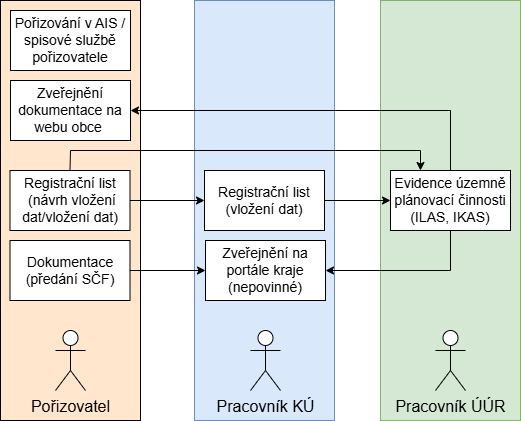 Pořizování v AIS /
spisové službě
pořizovatele
Zveřejnění
dokumentace na
webu obce
Registrační list
(návrh vložení
dat/vložení dat)
Registrační list
(vložení dat)
Evidence územně
plánovací činnosti
(ILAS, IKAS)
Dokumentace
(předání SČF)
Zveřejnění na
portále kraje
(nepovinné)
Pořizovatel
Pracovník KÚ
Pracovník ÚÚR